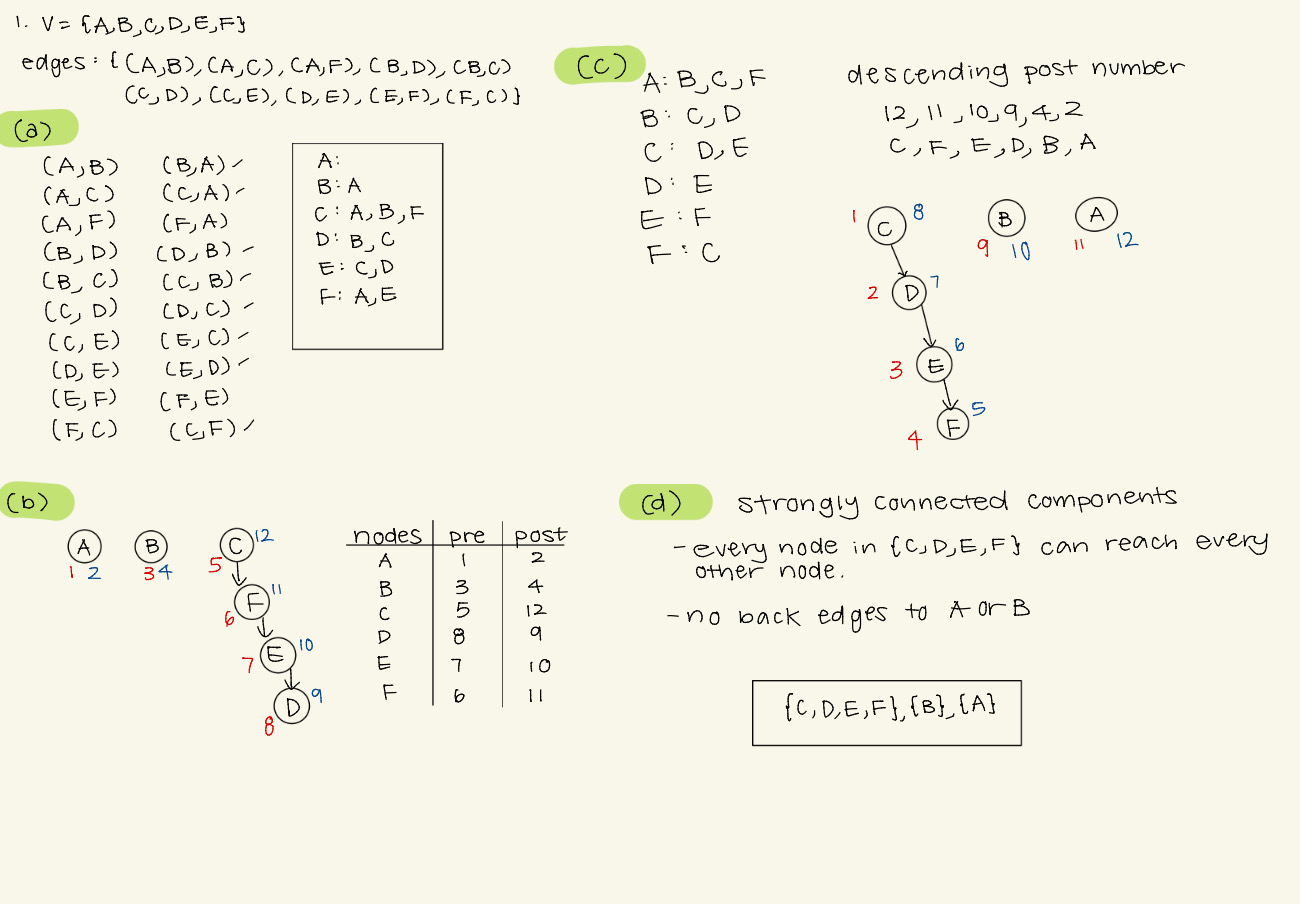 1. V = {A,B,C,D,E,F}
edges: { (A,B), (A,C), (A,F), (B,D), (B,C)
(C,D), (C,E), (D,E), (E,F), (F,C)}
(a)
(A,B) (B,A) ✓
(A,C) (C,A) ✓
(A,F) (F,A)
(B,D) (D,B) ✓
(B,C) (C,B) ✓
(C,D) (D,C) ✓
(C,E) (E,C) ✓
(D,E) (E,D) ✓
(E,F) (F,E)
(F,C) (C,F) ✓
A:
B: A
C: A,B,F
D: B,C
E: C,D
F: A,E
(b)
A
1 2
B
3 4
C 12
5
F 11
6
E 10
7
D 9
8
nodes pre post
A 1 2
B 3 4
C 5 12
D 8 9
E 7 10
F 6 11
(c)
A: B,C,F
B: C,D
C: D,E
D: E
E: F
F: C
descending post number
12, 11, 10, 9, 4, 2
C, F, E, D, B, A
1 C 8
2 D 7
3 E 6
4 F 5
B
9 10
A
11 12
(d) strongly connected components
- every node in {C,D,E,F} can reach every
other node.
- no back edges to A or B
{C,D,E,F},{B},{A}